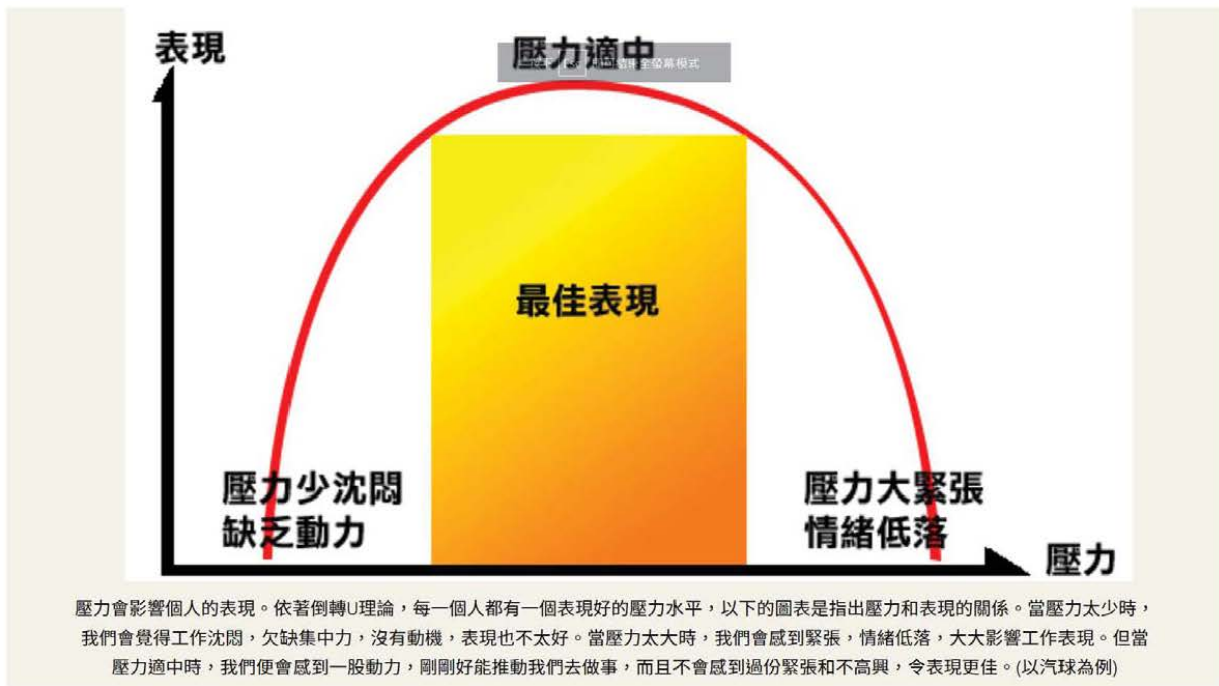 表現
壓力適中
全螢幕模式
最佳表現
壓力少沈悶
缺乏動力
壓力大緊張
情緒低落
壓力
壓力會影響個人的表現。依著倒轉U理論，每一個人都有一個表現好的壓力水平，以下的圖表是指出壓力和表現的關係。當壓力太少時，
我們會覺得工作沈悶，欠缺集中力，沒有動機，表現也不太好。當壓力太大時，我們會感到緊張，情緒低落，大大影響工作表現。但當
壓力適中時，我們便會感到一股動力，剛剛好能推動我們去做事，而且不會感到過份緊張和不高興，令表現更佳。(以汽球為例)